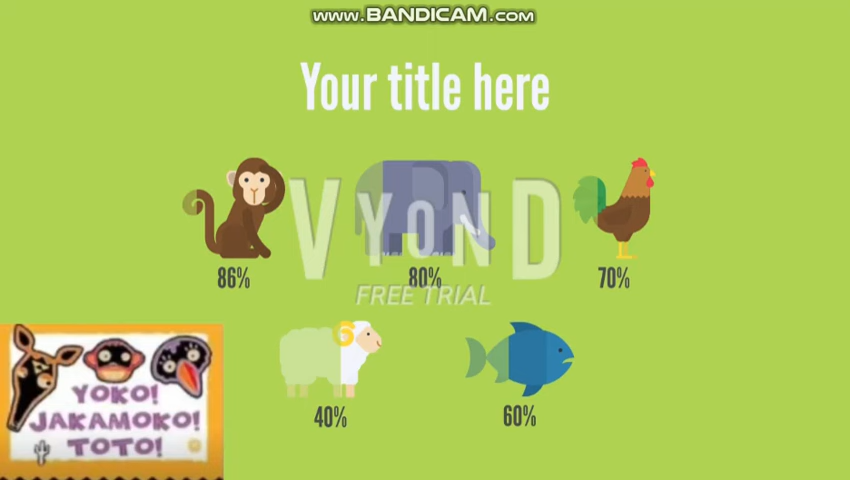 www.BANDICAM.com
Your title here
VYOND
FREE TRIAL
86%
80%
70%
40%
60%
YOKO!
JAKAMOKO!
TOTO!